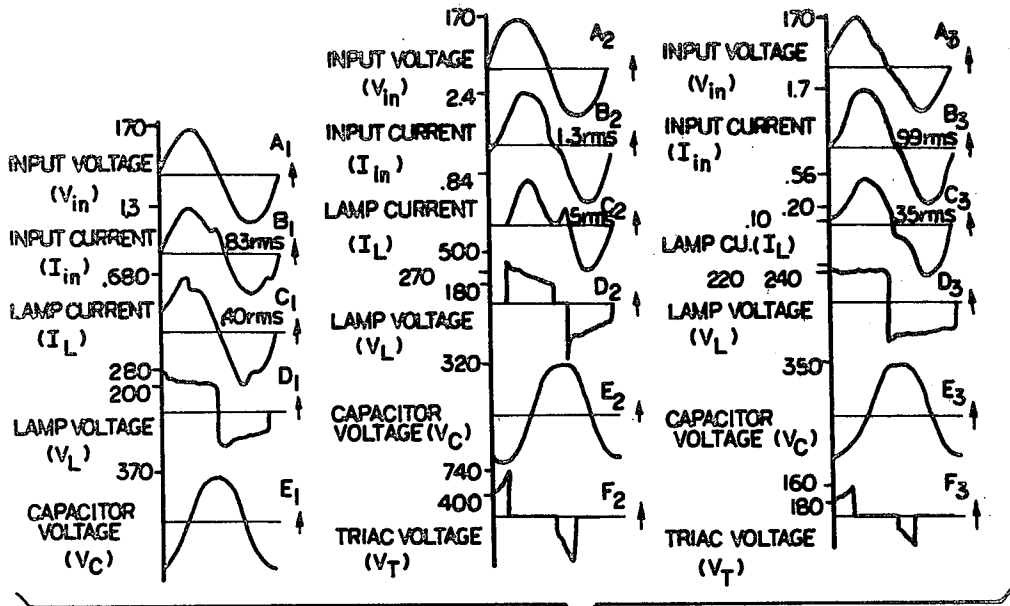 170
A1
INPUT VOLTAGE
(Vin)
1.3
B1
INPUT CURRENT
.83rms
(Iin)
.680
C1
LAMP CURRENT
.40rms
(IL)
280
D1
200
LAMP VOLTAGE
(VL)
370
E1
CAPACITOR
VOLTAGE
(VC)
170
A2
INPUT VOLTAGE
(Vin)
2.4
B2
INPUT CURRENT
1.3rms
(Iin)
.84
C2
LAMP CURRENT
.5rms
(IL)
500
270
180
D2
LAMP VOLTAGE
(VL)
320
E2
CAPACITOR
VOLTAGE (VC)
740
F2
400
TRIAC VOLTAGE
(VT)
170
A3
INPUT VOLTAGE
(Vin)
1.7
B3
INPUT CURRENT
.99rms
(Iin)
.56
C3
.10 .20
.35rms
LAMP CU.(IL)
220 240
D3
LAMP VOLTAGE
(VL)
350
E3
CAPACITOR
VOLTAGE (VC)
160
F3
180
TRIAC VOLTAGE
(VT)